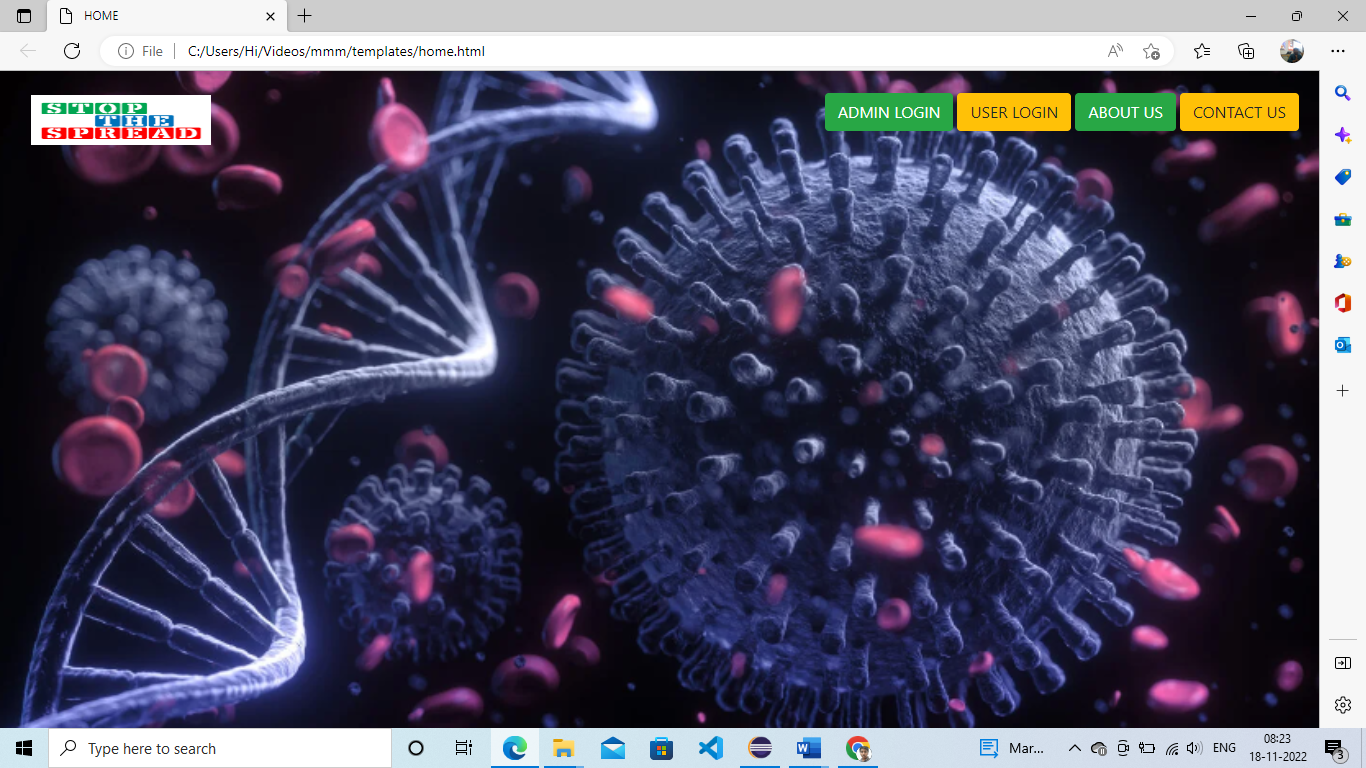 HOME
File
C:/Users/Hi/Videos/mmm/templates/home.html
STOP
THE
SPREAD
ADMIN LOGIN
USER LOGIN
ABOUT US
CONTACT US
Type here to search
Mar...
ENG
08:23
18-11-2022
3